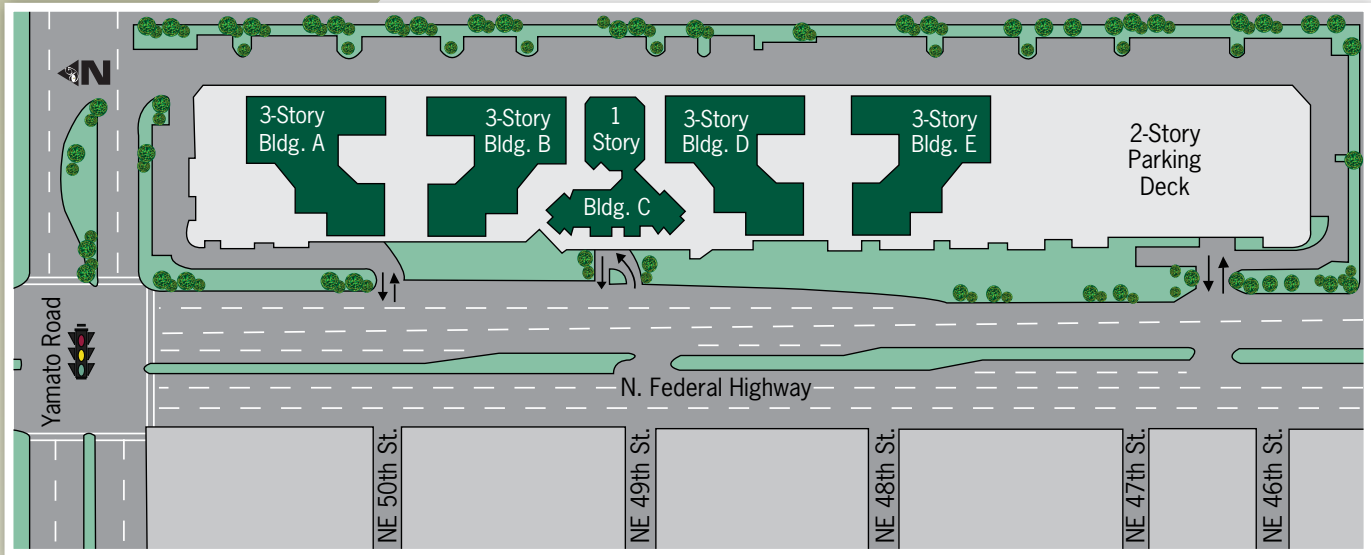 N
3-Story
Bldg. A
3-Story
Bldg. B
1
Story
Bldg. C
3-Story
Bldg. D
3-Story
Bldg. E
2-Story
Parking
Deck
Yamato Road
N. Federal Highway
NE 50th St.
NE 49th St.
NE 48th St.
NE 47th St.
NE 46th St.